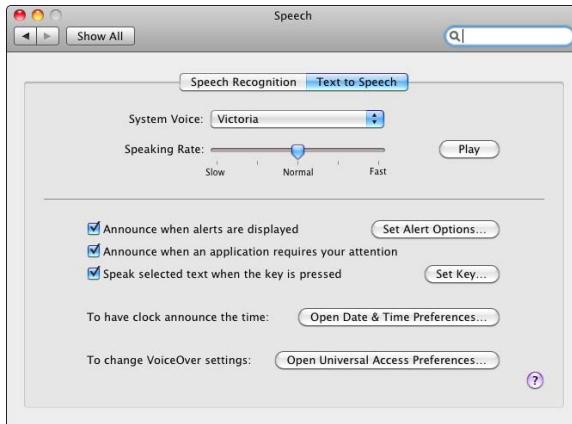 Speech
Show All
Speech Recognition Text to Speech
System Voice: Victoria
Speaking Rate: Play
Slow Normal Fast
Announce when alerts are displayed Set Alert Options...
Announce when an application requires your attention
Speak selected text when the key is pressed Set Key...
To have clock announce the time: Open Date & Time Preferences...
To change VoiceOver settings: Open Universal Access Preferences...
?